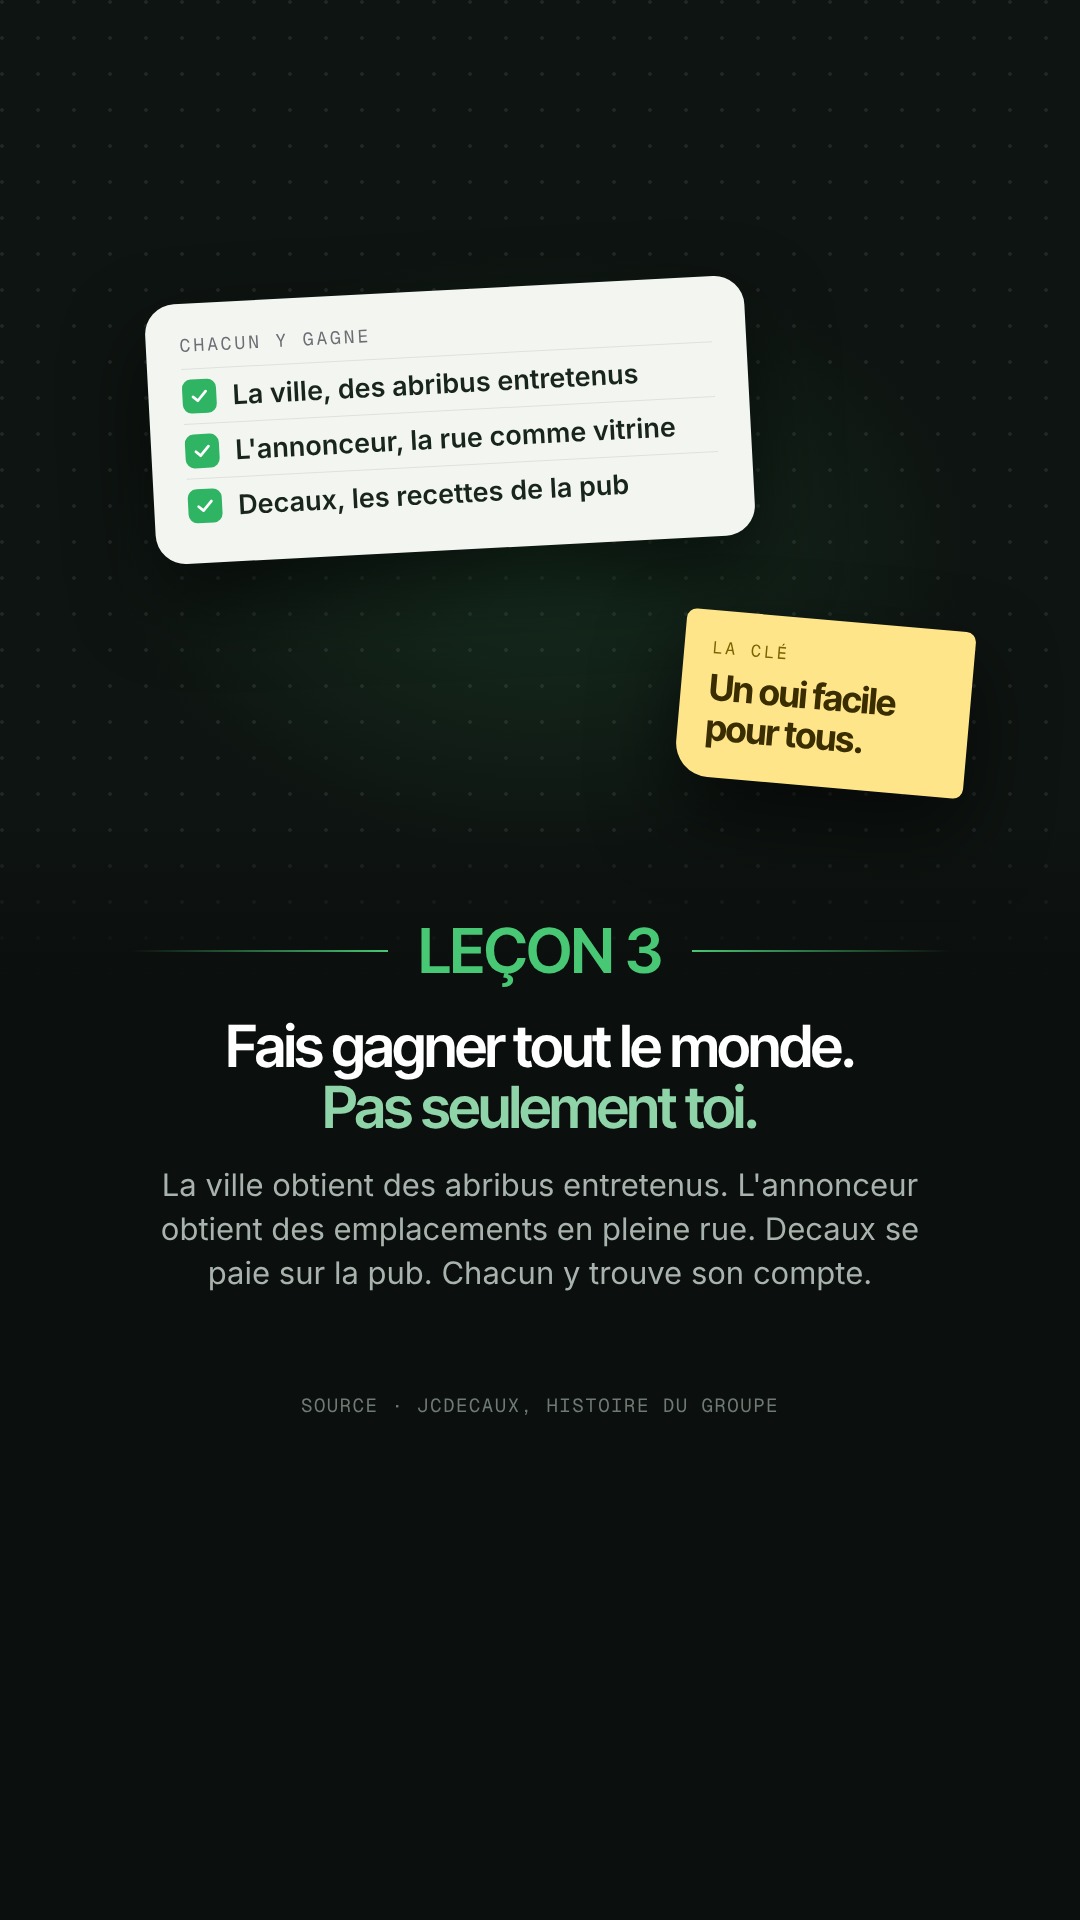 CHACUN Y GAGNE
La ville, des abribus entretenus
L'annonceur, la rue comme vitrine
Decaux, les recettes de la pub
LA CLÉ
Un oui facile
pour tous.
LEÇON 3
Fais gagner tout le monde.
Pas seulement toi.
La ville obtient des abribus entretenus. L'annonceur
obtient des emplacements en pleine rue. Decaux se
paie sur la pub. Chacun y trouve son compte.
SOURCE · JCDECAUX, HISTOIRE DU GROUPE